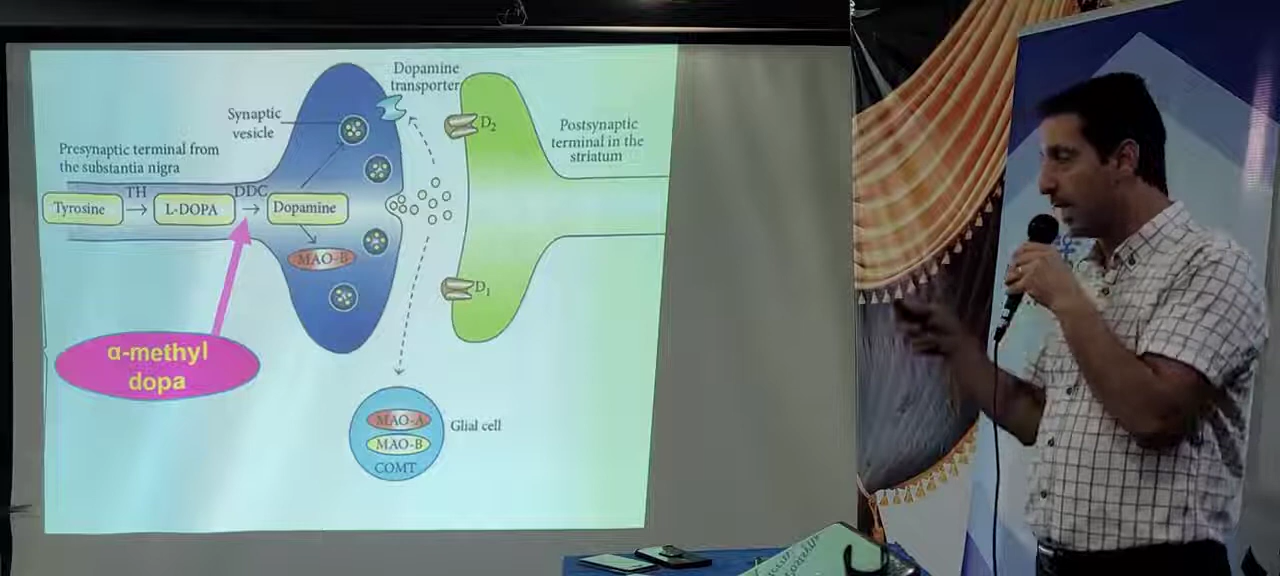 Dopamine
transporter
Synaptic
vesicle
D2
Postsynaptic
terminal in the
striatum
Presynaptic terminal from
the substantia nigra
TH
DDC
Tyrosine
L-DOPA
Dopamine
MAO-B
D1
α-methyl
dopa
MAO-A
MAO-B
COMT
Glial cell